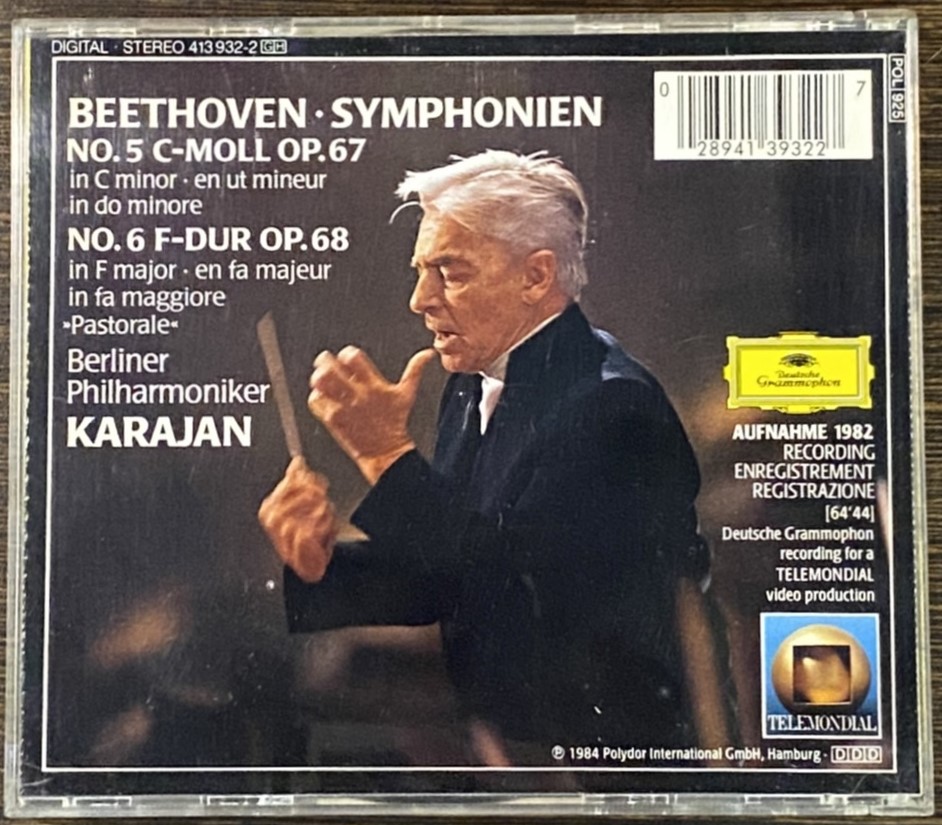 DIGITAL · STEREO 413 932-2 GH
BEETHOVEN · SYMPHONIEN
NO. 5 C-MOLL OP. 67
in C minor · en ut mineur
in do minore
NO. 6 F-DUR OP. 68
in F major · en fa majeur
in fa maggiore
»Pastorale«
Berliner
Philharmoniker
KARAJAN
0 28941 39322 7
POL 925
Deutsche
Grammophon
AUFNAHME 1982
RECORDING
ENREGISTREMENT
REGISTRAZIONE
[64'44]
Deutsche Grammophon
recording for a
TELEMONDIAL
video production
TELEMONDIAL
℗ 1984 Polydor International GmbH, Hamburg · DDD